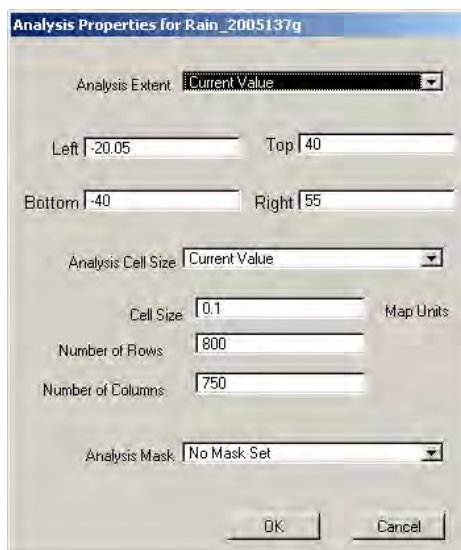 Analysis Properties for Rain_2005137g
Analysis Extent Current Value
Left -20.05 Top 40
Bottom -40 Right 55
Analysis Cell Size Current Value
Cell Size 0.1 Map Units
Number of Rows 800
Number of Columns 750
Analysis Mask No Mask Set
OK Cancel